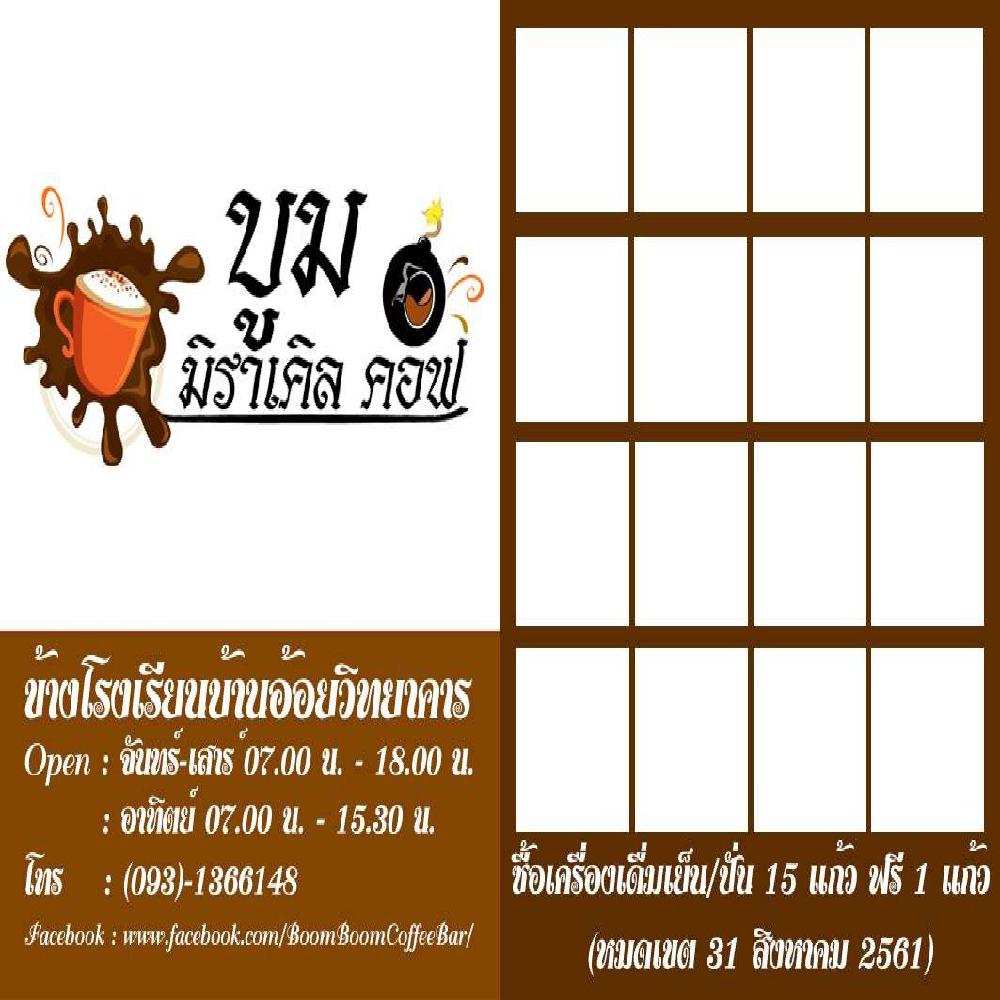 บูม
มิราเคิล คอฟ
ข้างโรงเรียนบ้านอ้อยวิทยาคาร
Open : จันทร์-เสาร์ 07.00 น. - 18.00 น.
: อาทิตย์ 07.00 น. - 15.30 น.
โทร : (093)-1366148
Facebook : www.facebook.com/BoomBoomCoffeeBar/
ซื้อเครื่องดื่มเย็น/ปั่น 15 แก้ว ฟรี 1 แก้ว
(หมดเขต 31 สิงหาคม 2561)